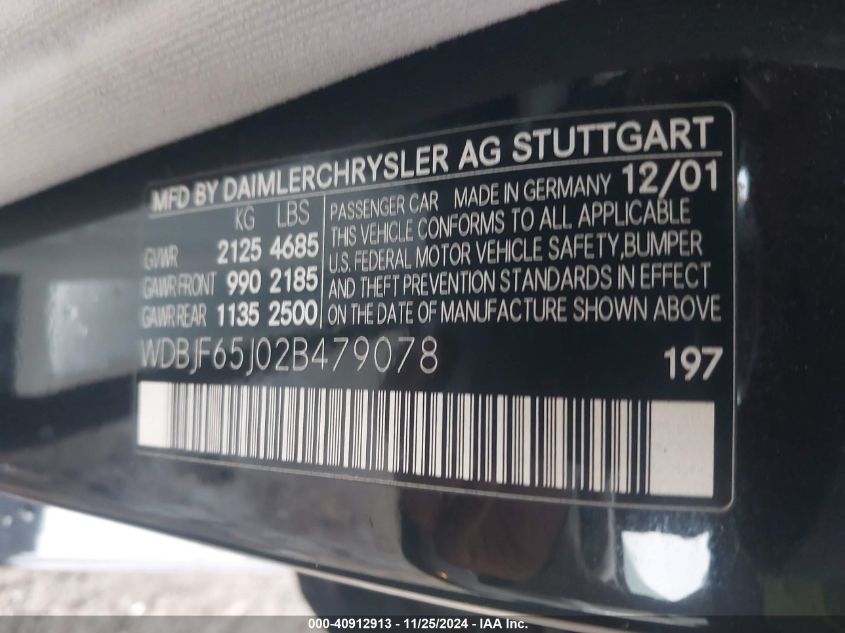 MFD BY DAIMLERCHRYSLER AG STUTTGART
KG LBS
GVWR 2125 4685
GAWR FRONT 990 2185
GAWR REAR 1135 2500
PASSENGER CAR MADE IN GERMANY 12/01
THIS VEHICLE CONFORMS TO ALL APPLICABLE
U.S. FEDERAL MOTOR VEHICLE SAFETY,BUMPER
AND THEFT PREVENTION STANDARDS IN EFFECT
ON THE DATE OF MANUFACTURE SHOWN ABOVE
WDBJF65J02B479078 197
000-40912913 - 11/25/2024 - IAAI Inc.